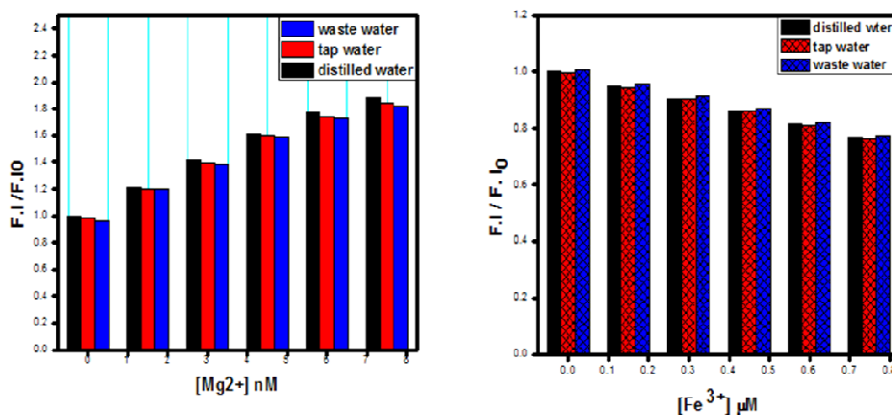 2.4
2.2
2.0
1.8
1.6
1.4
1.2
1.0
0.8
0.6
0.4
0.2
0.0
F.I /F.IO
waste water
tap water
distilled water
0 1 2 3 4 5 6 7 8
[Mg2+] nM
1.2
1.0
0.8
0.6
0.4
0.2
0.0
F.I / F. I0
distilled wter
tap water
waste water
0.0 0.1 0.2 0.3 0.4 0.5 0.6 0.7 0.8
[Fe 3+] µM